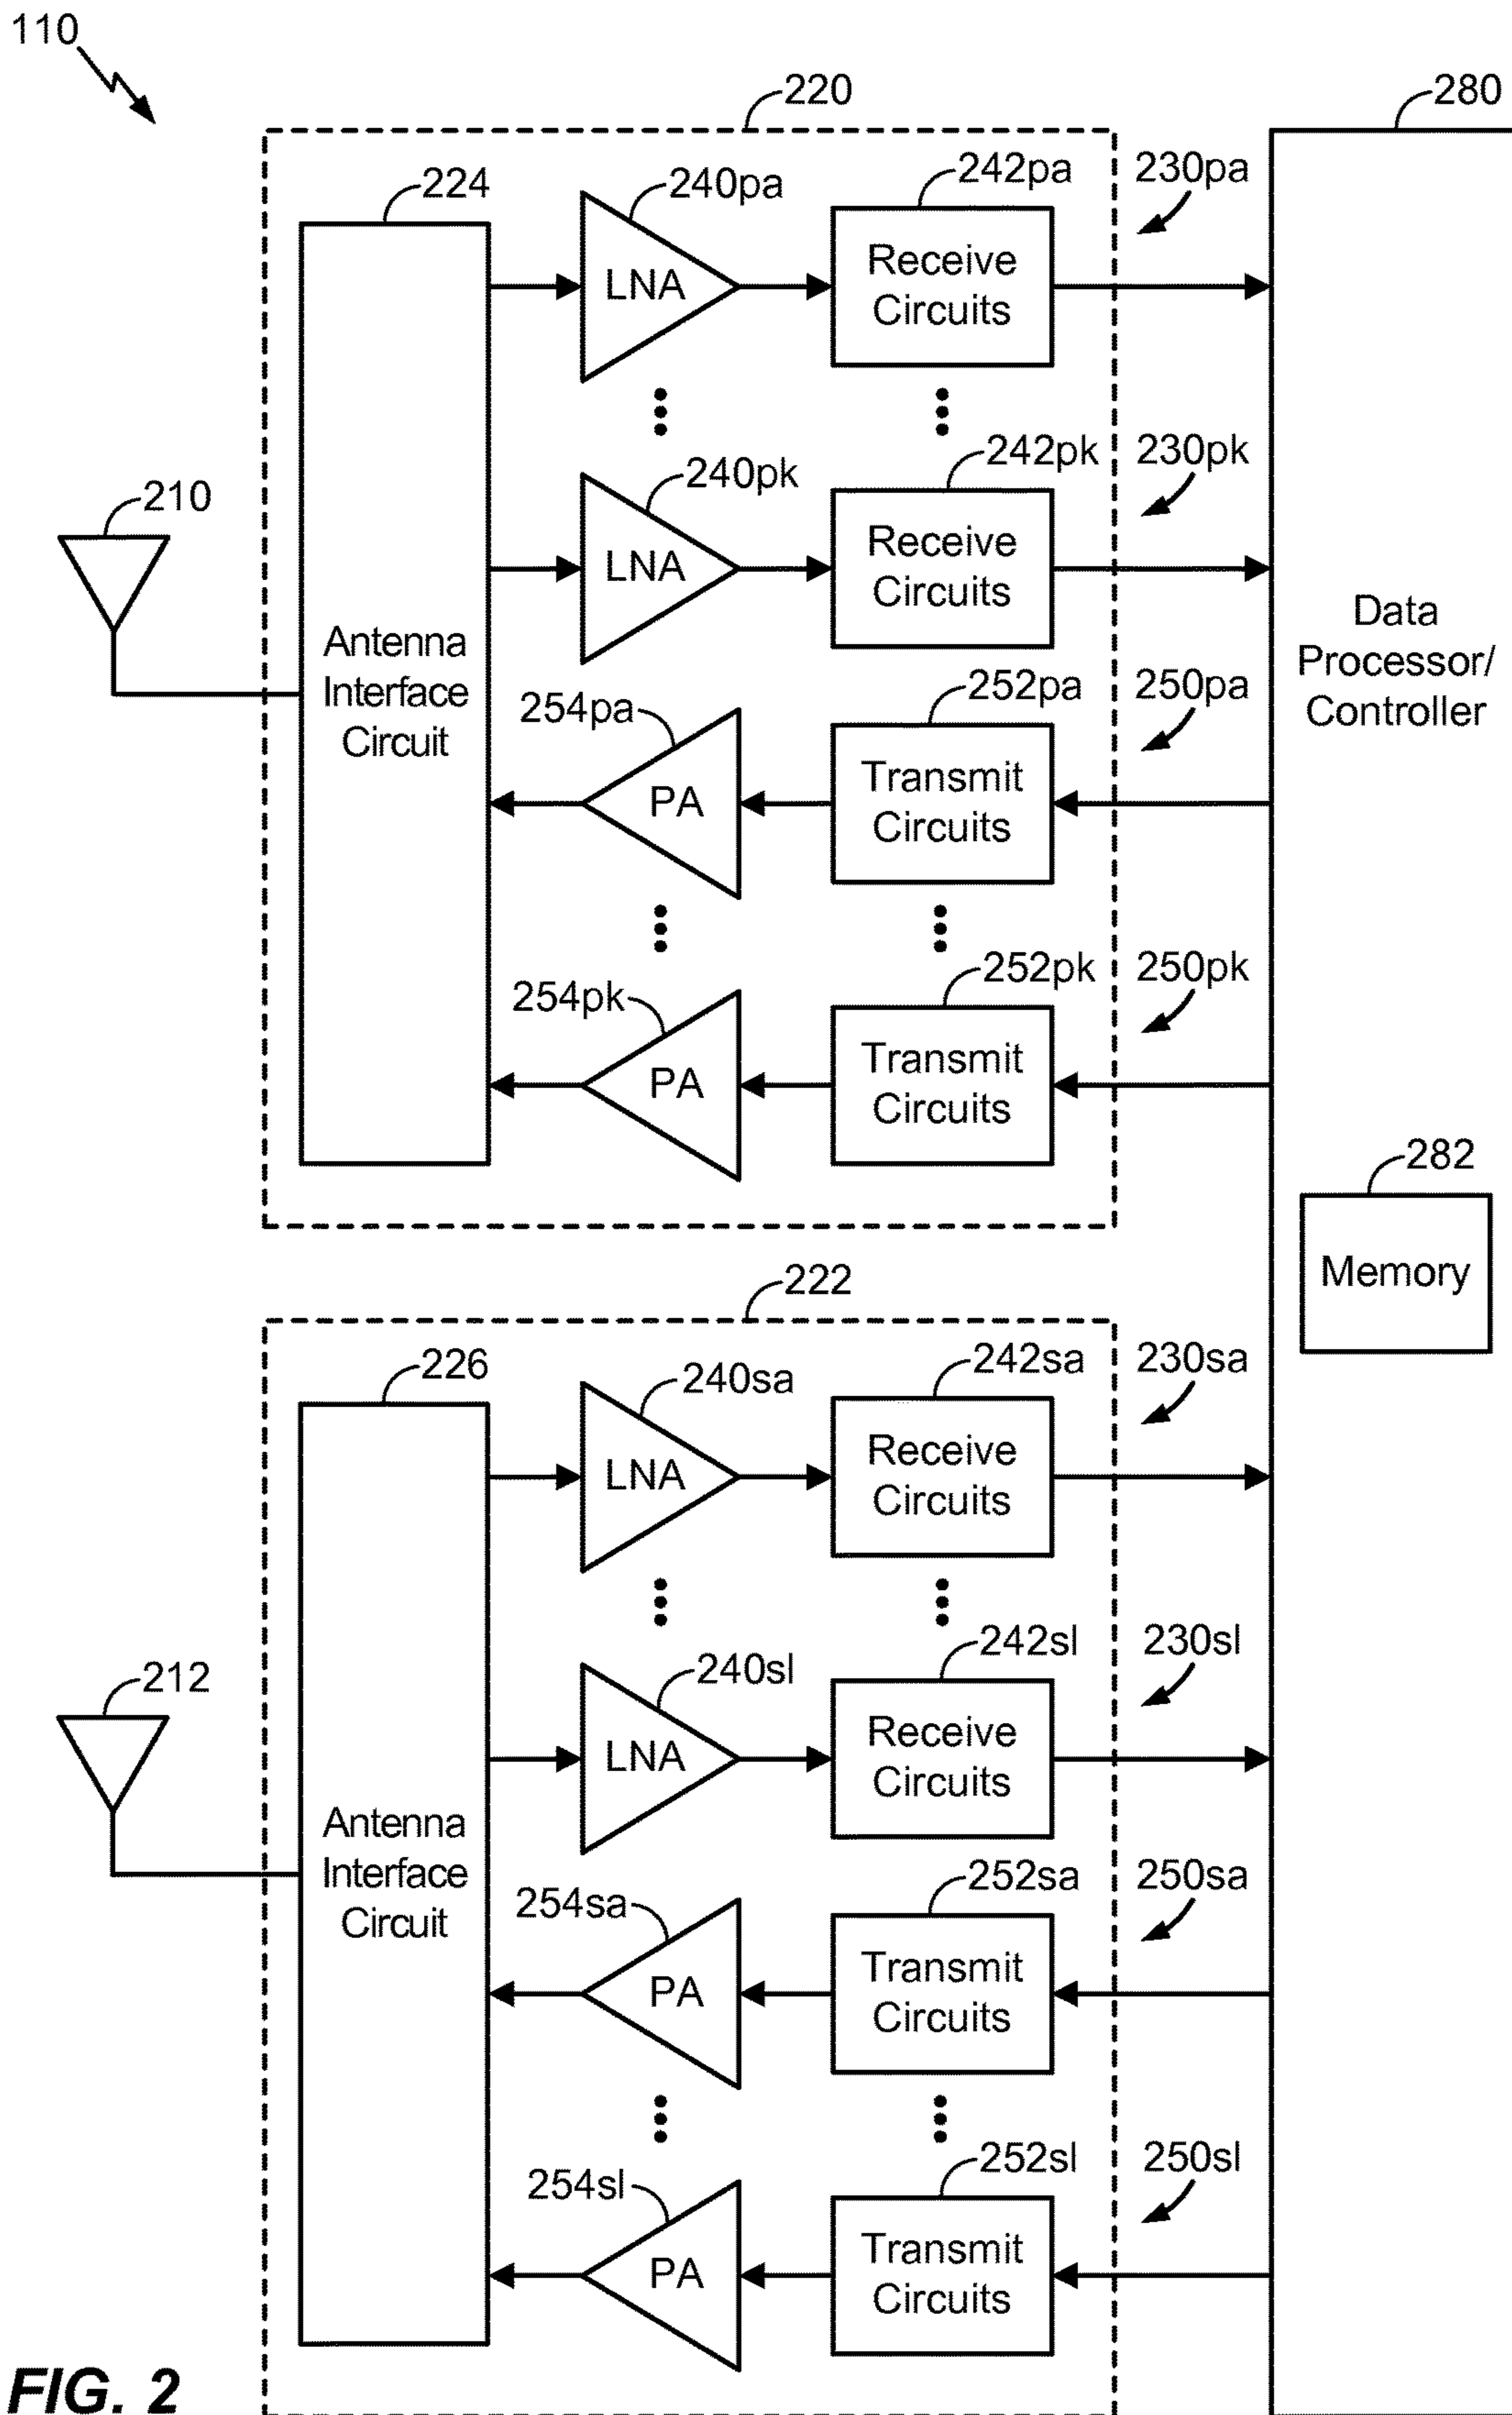 110
220
280
224
240pa
242pa
230pa
LNA
Receive
Circuits
240pk
242pk
230pk
210
LNA
Receive
Circuits
Antenna
Interface
Circuit
Data
Processor/
Controller
254pa
252pa
250pa
PA
Transmit
Circuits
254pk
252pk
250pk
PA
Transmit
Circuits
282
Memory
222
226
240sa
242sa
230sa
LNA
Receive
Circuits
212
240sl
242sl
230sl
LNA
Receive
Circuits
Antenna
Interface
Circuit
254sa
252sa
250sa
PA
Transmit
Circuits
254sl
252sl
250sl
PA
Transmit
Circuits
FIG. 2